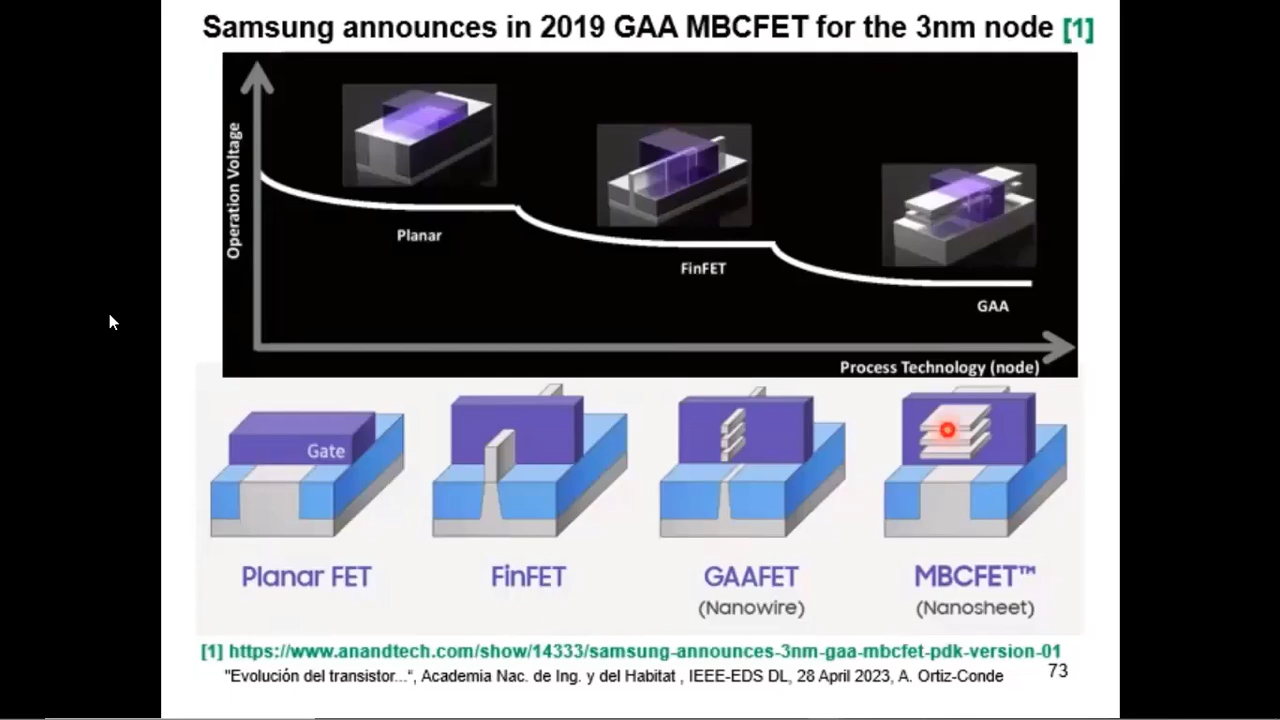 Samsung announces in 2019 GAA MBCFET for the 3nm node [1]
Operation Voltage
Planar
FinFET
GAA
Process Technology (node)
Gate
Planar FET
FinFET
GAAFET
(Nanowire)
MBCFET™
(Nanosheet)
[1] https://www.anandtech.com/show/14333/samsung-announces-3nm-gaa-mbcfet-pdk-version-01
"Evolución del transistor...“, Academia Nac. de Ing. y del Habitat , IEEE-EDS DL, 28 April 2023, A. Ortiz-Conde
73